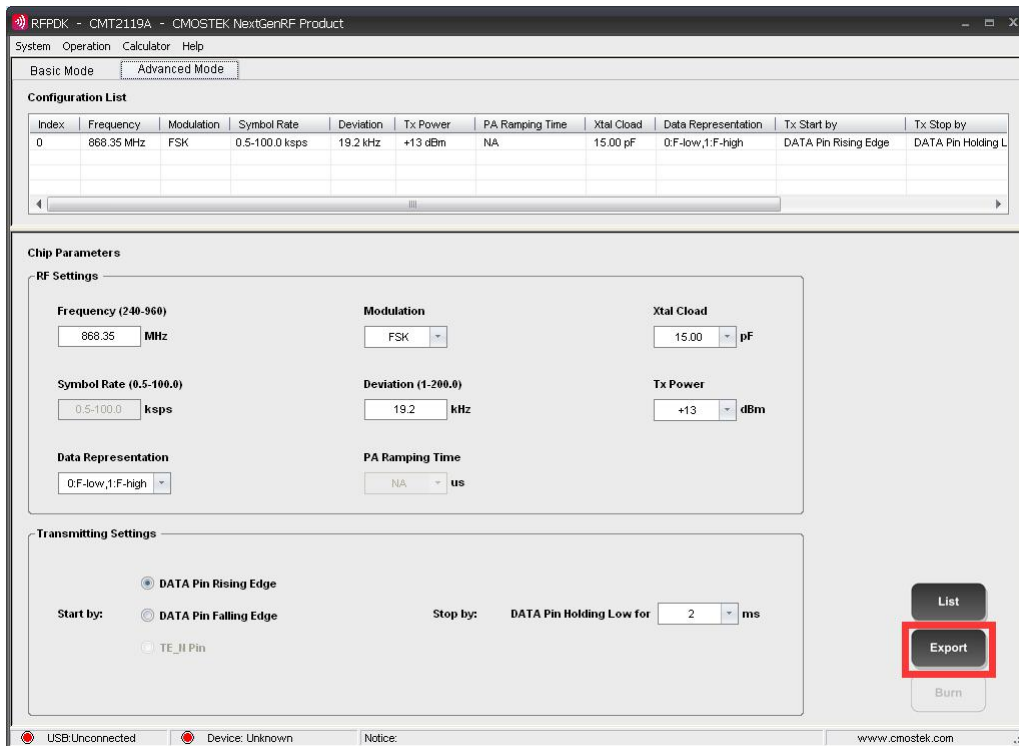 RFPDK - CMT2119A - CMOSTEK NextGenRF Product
System Operation Calculator Help
Basic Mode Advanced Mode
Configuration List
Index Frequency Modulation Symbol Rate Deviation Tx Power PA Ramping Time Xtal Cload Data Representation Tx Start by Tx Stop by
0 868.35 MHz FSK 0.5-100.0 ksps 19.2 kHz +13 dBm NA 15.00 pF 0:F-low,1:F-high DATA Pin Rising Edge DATA Pin Holding L
Chip Parameters
RF Settings
Frequency (240-960) Modulation Xtal Cload
868.35 MHz FSK 15.00 pF
Symbol Rate (0.5-100.0) Deviation (1-200.0) Tx Power
0.5-100.0 ksps 19.2 kHz +13 dBm
Data Representation PA Ramping Time
0:F-low,1:F-high NA us
Transmitting Settings
DATA Pin Rising Edge
Start by: DATA Pin Falling Edge Stop by: DATA Pin Holding Low for 2 ms
TE_N Pin
List
Export
Burn
USB:Unconnected Device: Unknown Notice: www.cmostek.com